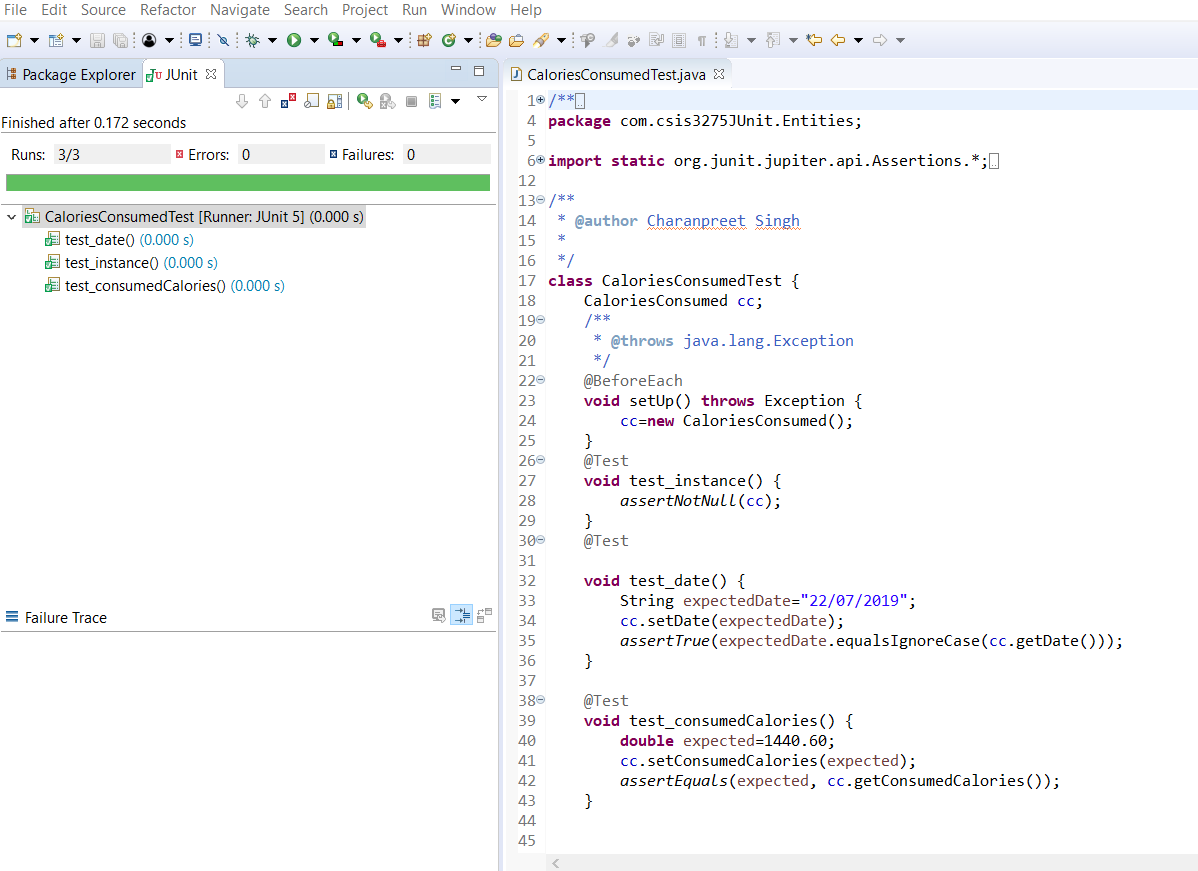 File Edit Source Refactor Navigate Search Project Run Window Help
Package Explorer JUnit
Finished after 0.172 seconds
Runs: 3/3 Errors: 0 Failures: 0
CaloriesConsumedTest [Runner: JUnit 5] (0.000 s)
test_date() (0.000 s)
test_instance() (0.000 s)
test_consumedCalories() (0.000 s)
Failure Trace
CaloriesConsumedTest.java
1 /**
4 package com.csis3275JUnit.Entities;
5
6 import static org.junit.jupiter.api.Assertions.*;
12
13 /**
14 * @author Charanpreet Singh
15 *
16 */
17 class CaloriesConsumedTest {
18 CaloriesConsumed cc;
19 /**
20 * @throws java.lang.Exception
21 */
22 @BeforeEach
23 void setUp() throws Exception {
24 cc=new CaloriesConsumed();
25 }
26 @Test
27 void test_instance() {
28 assertNotNull(cc);
29 }
30 @Test
31
32 void test_date() {
33 String expectedDate="22/07/2019";
34 cc.setDate(expectedDate);
35 assertTrue(expectedDate.equalsIgnoreCase(cc.getDate()));
36 }
37
38 @Test
39 void test_consumedCalories() {
40 double expected=1440.60;
41 cc.setConsumedCalories(expected);
42 assertEquals(expected, cc.getConsumedCalories());
43 }
44
45